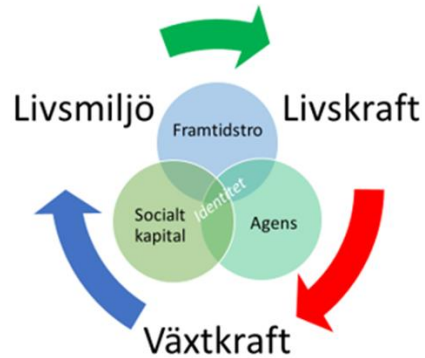 Livsmiljö
Livskraft
Framtidstro
Identitet
Socialt
kapital
Agens
Växtkraft